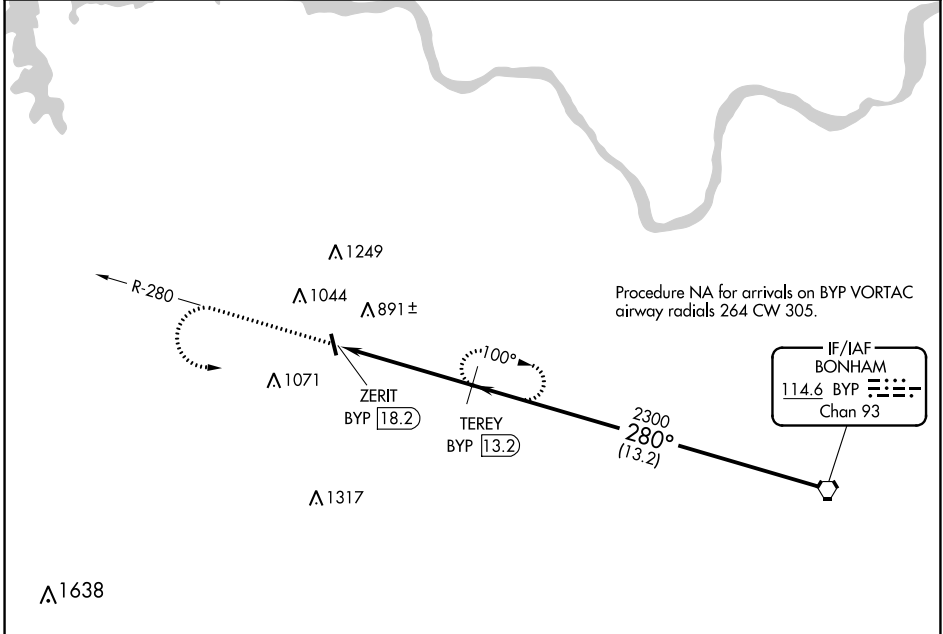 1249
R-280
1044
891±
Procedure NA for arrivals on BYP VORTAC
airway radials 264 CW 305.
100°
IF/IAF
BONHAM
114.6 BYP
Chan 93
1071
ZERIT
BYP 18.2
TEREY
BYP 13.2
2300
280°
(13.2)
1317
1638